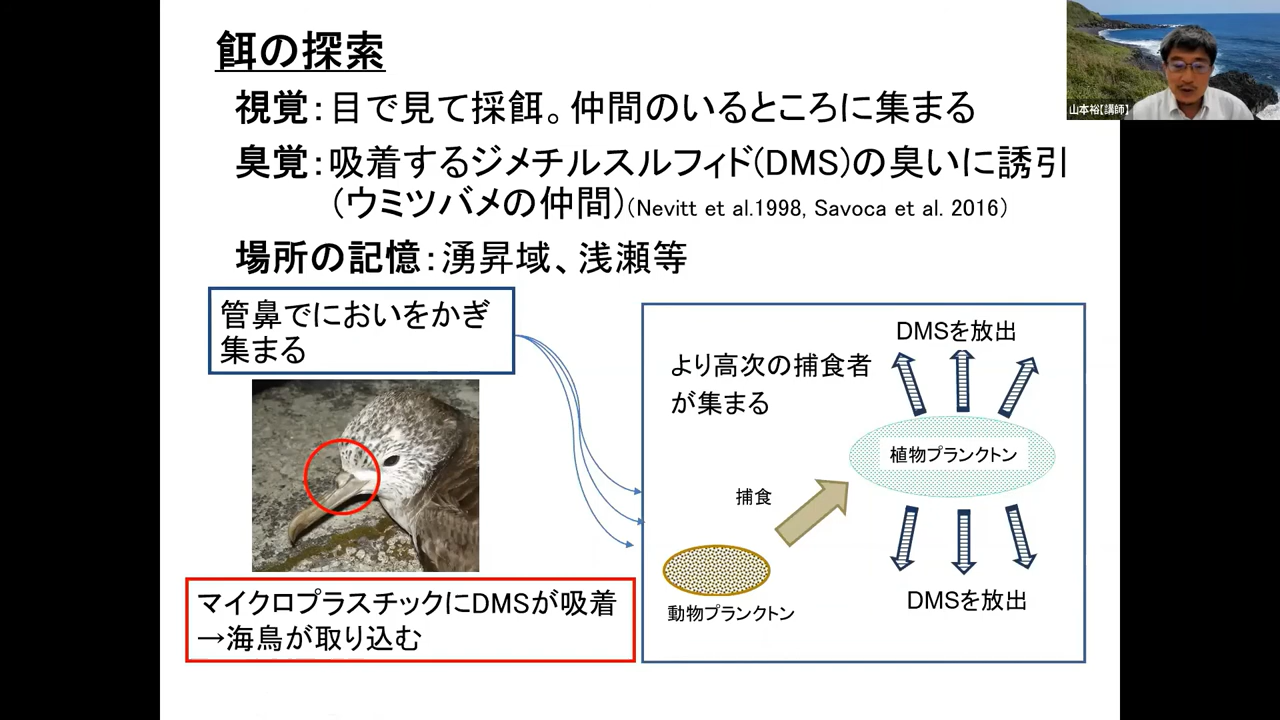 餌の探索
視覚：目で見て採餌。仲間のいるところに集まる
臭覚：吸着するジメチルスルフィド(DMS)の臭いに誘引
(ウミツバメの仲間)(Nevitt et al.1998, Savoca et al. 2016)
場所の記憶：湧昇域、浅瀬等
管鼻でにおいをかぎ
集まる
マイクロプラスチックにDMSが吸着
→海鳥が取り込む
より高次の捕食者
が集まる
DMSを放出
植物プランクトン
捕食
動物プランクトン
DMSを放出
山本裕【講師】